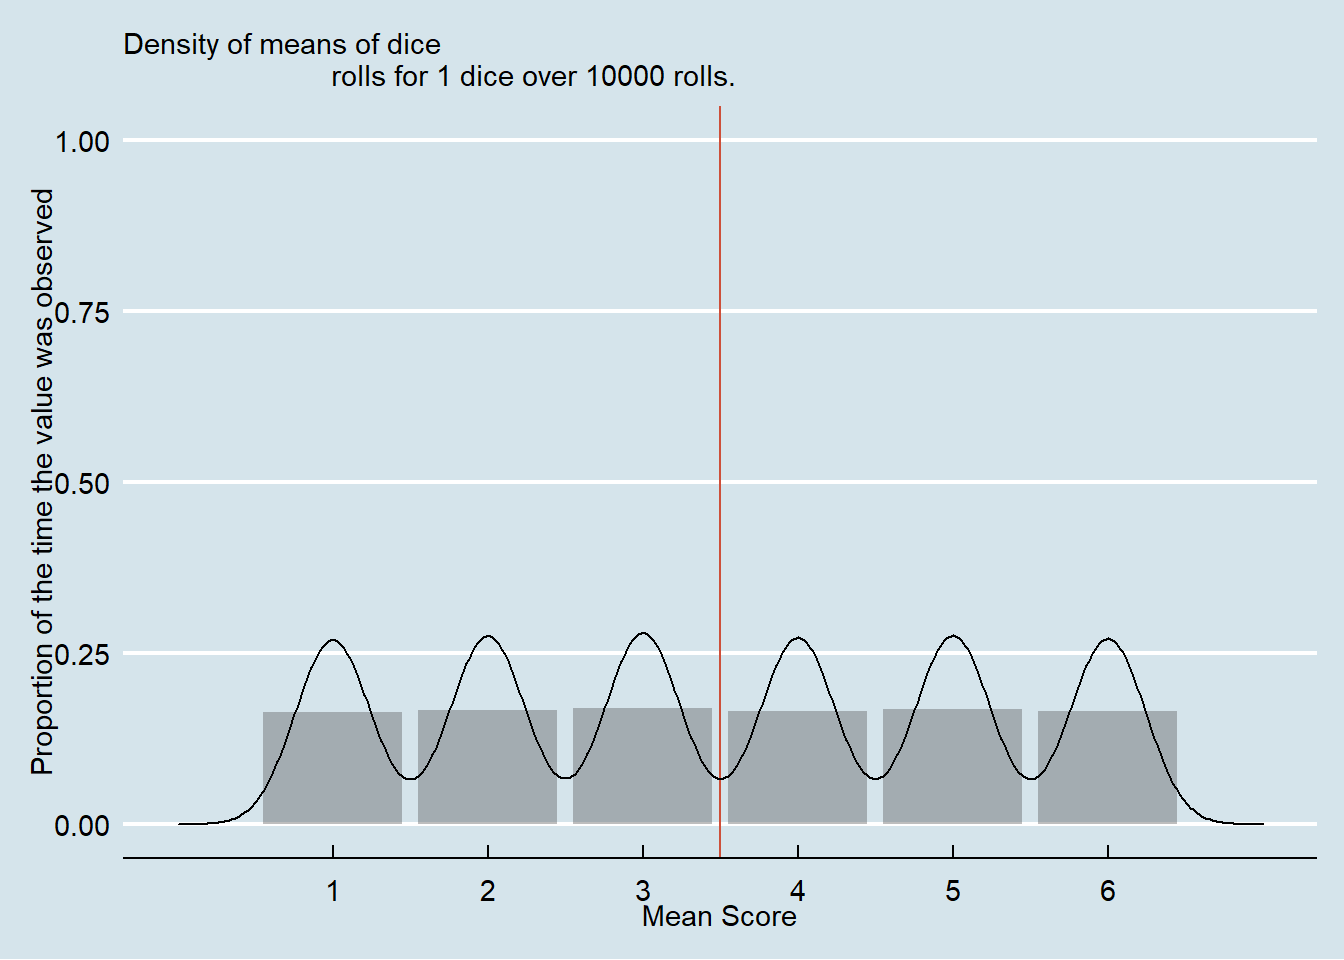 Density of means of dice
rolls for 1 dice over 10000 rolls.
Proportion of the time the value was observed
1.00
0.75
0.50
0.25
0.00
1 2 3 4 5 6
Mean Score